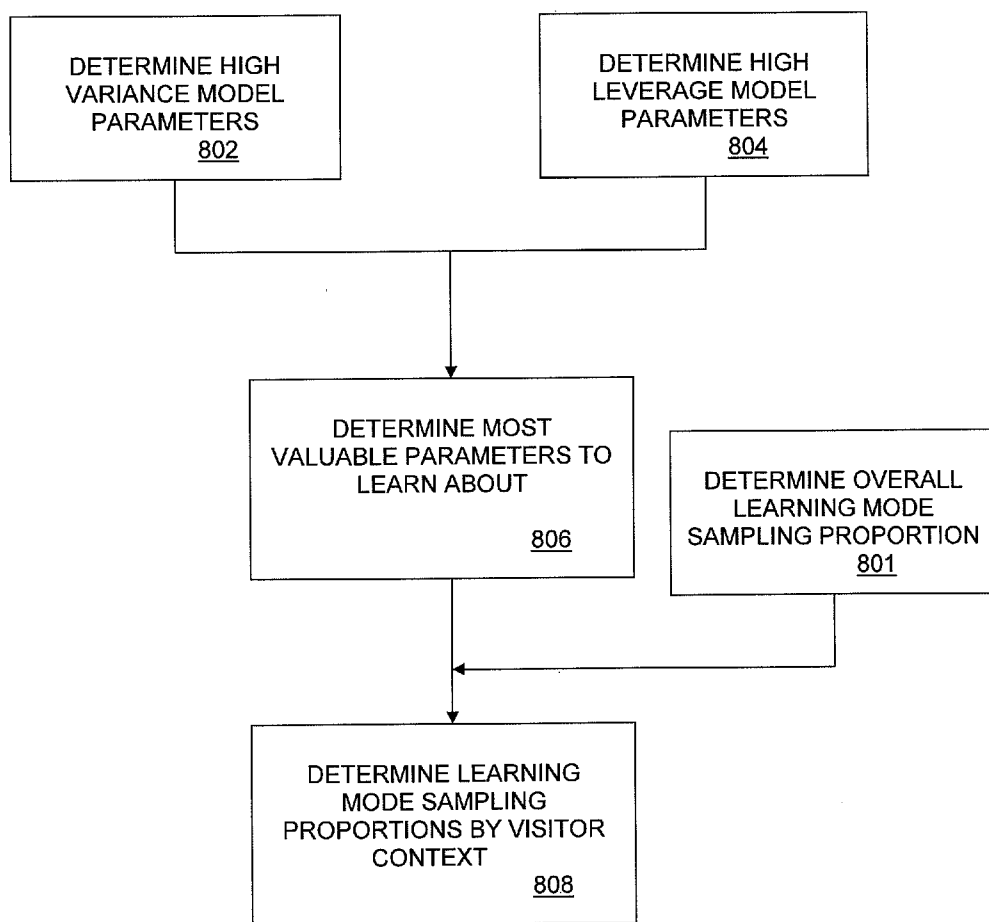 DETERMINE HIGH
VARIANCE MODEL
PARAMETERS
802
DETERMINE HIGH
LEVERAGE MODEL
PARAMETERS
804
DETERMINE MOST
VALUABLE PARAMETERS TO
LEARN ABOUT
806
DETERMINE OVERALL
LEARNING MODE
SAMPLING PROPORTION
801
DETERMINE LEARNING
MODE SAMPLING
PROPORTIONS BY VISITOR
CONTEXT
808